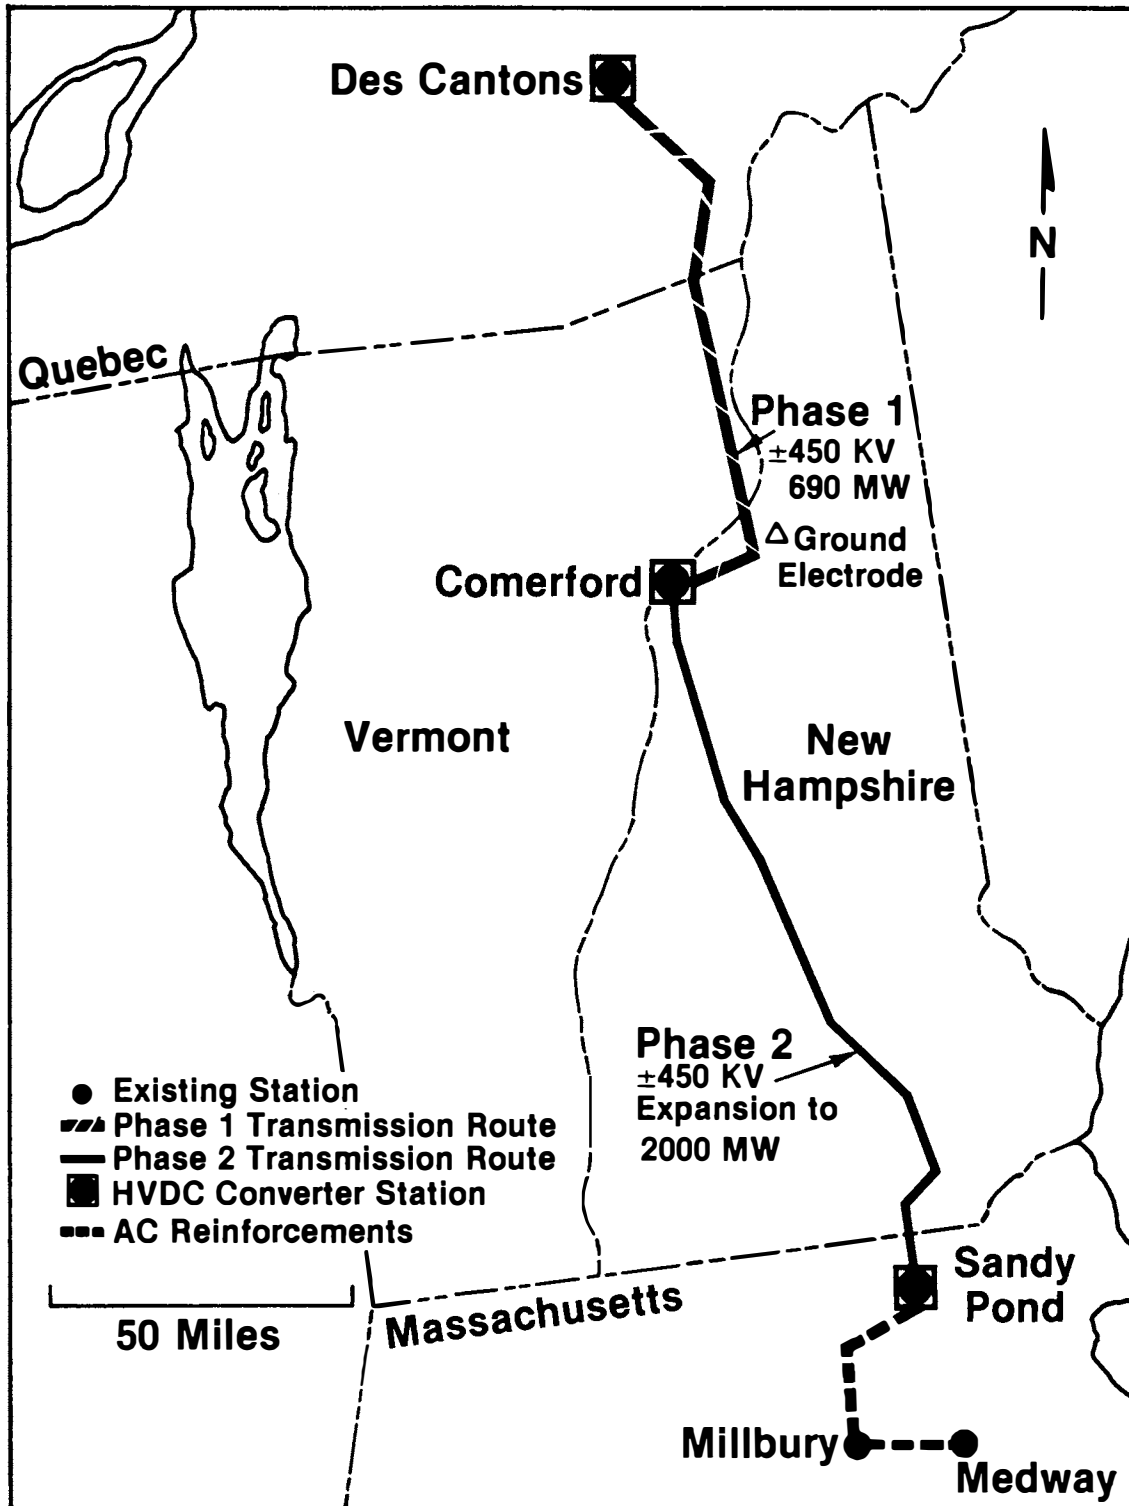 Des Cantons
N
Quebec
Phase 1
±450 KV
690 MW
Ground
Electrode
Comerford
Vermont
New
Hampshire
Phase 2
±450 KV
Expansion to
2000 MW
Existing Station
Phase 1 Transmission Route
Phase 2 Transmission Route
HVDC Converter Station
AC Reinforcements
50 Miles
Massachusetts
Sandy
Pond
Millbury
Medway